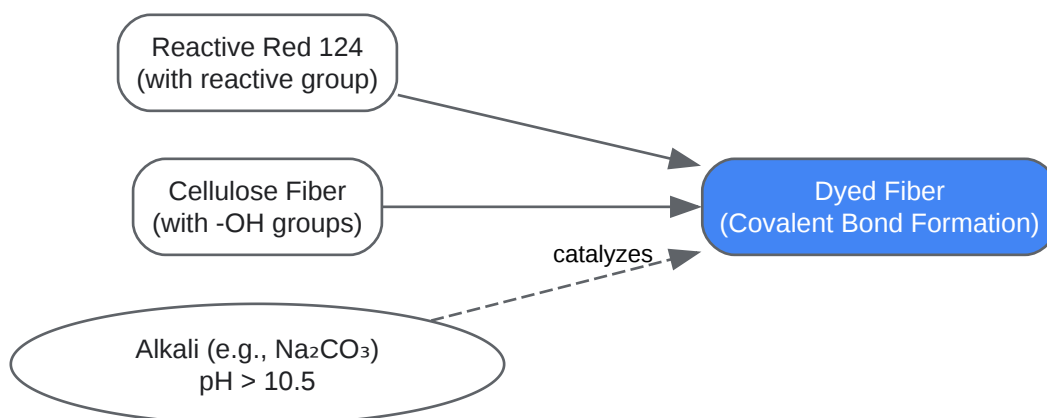 Reactive Red 124
(with reactive group)
Cellulose Fiber
(with -OH groups)
Dyed Fiber
(Covalent Bond Formation)
catalyzes
Alkali (e.g., Na₂CO₃)
pH > 10.5